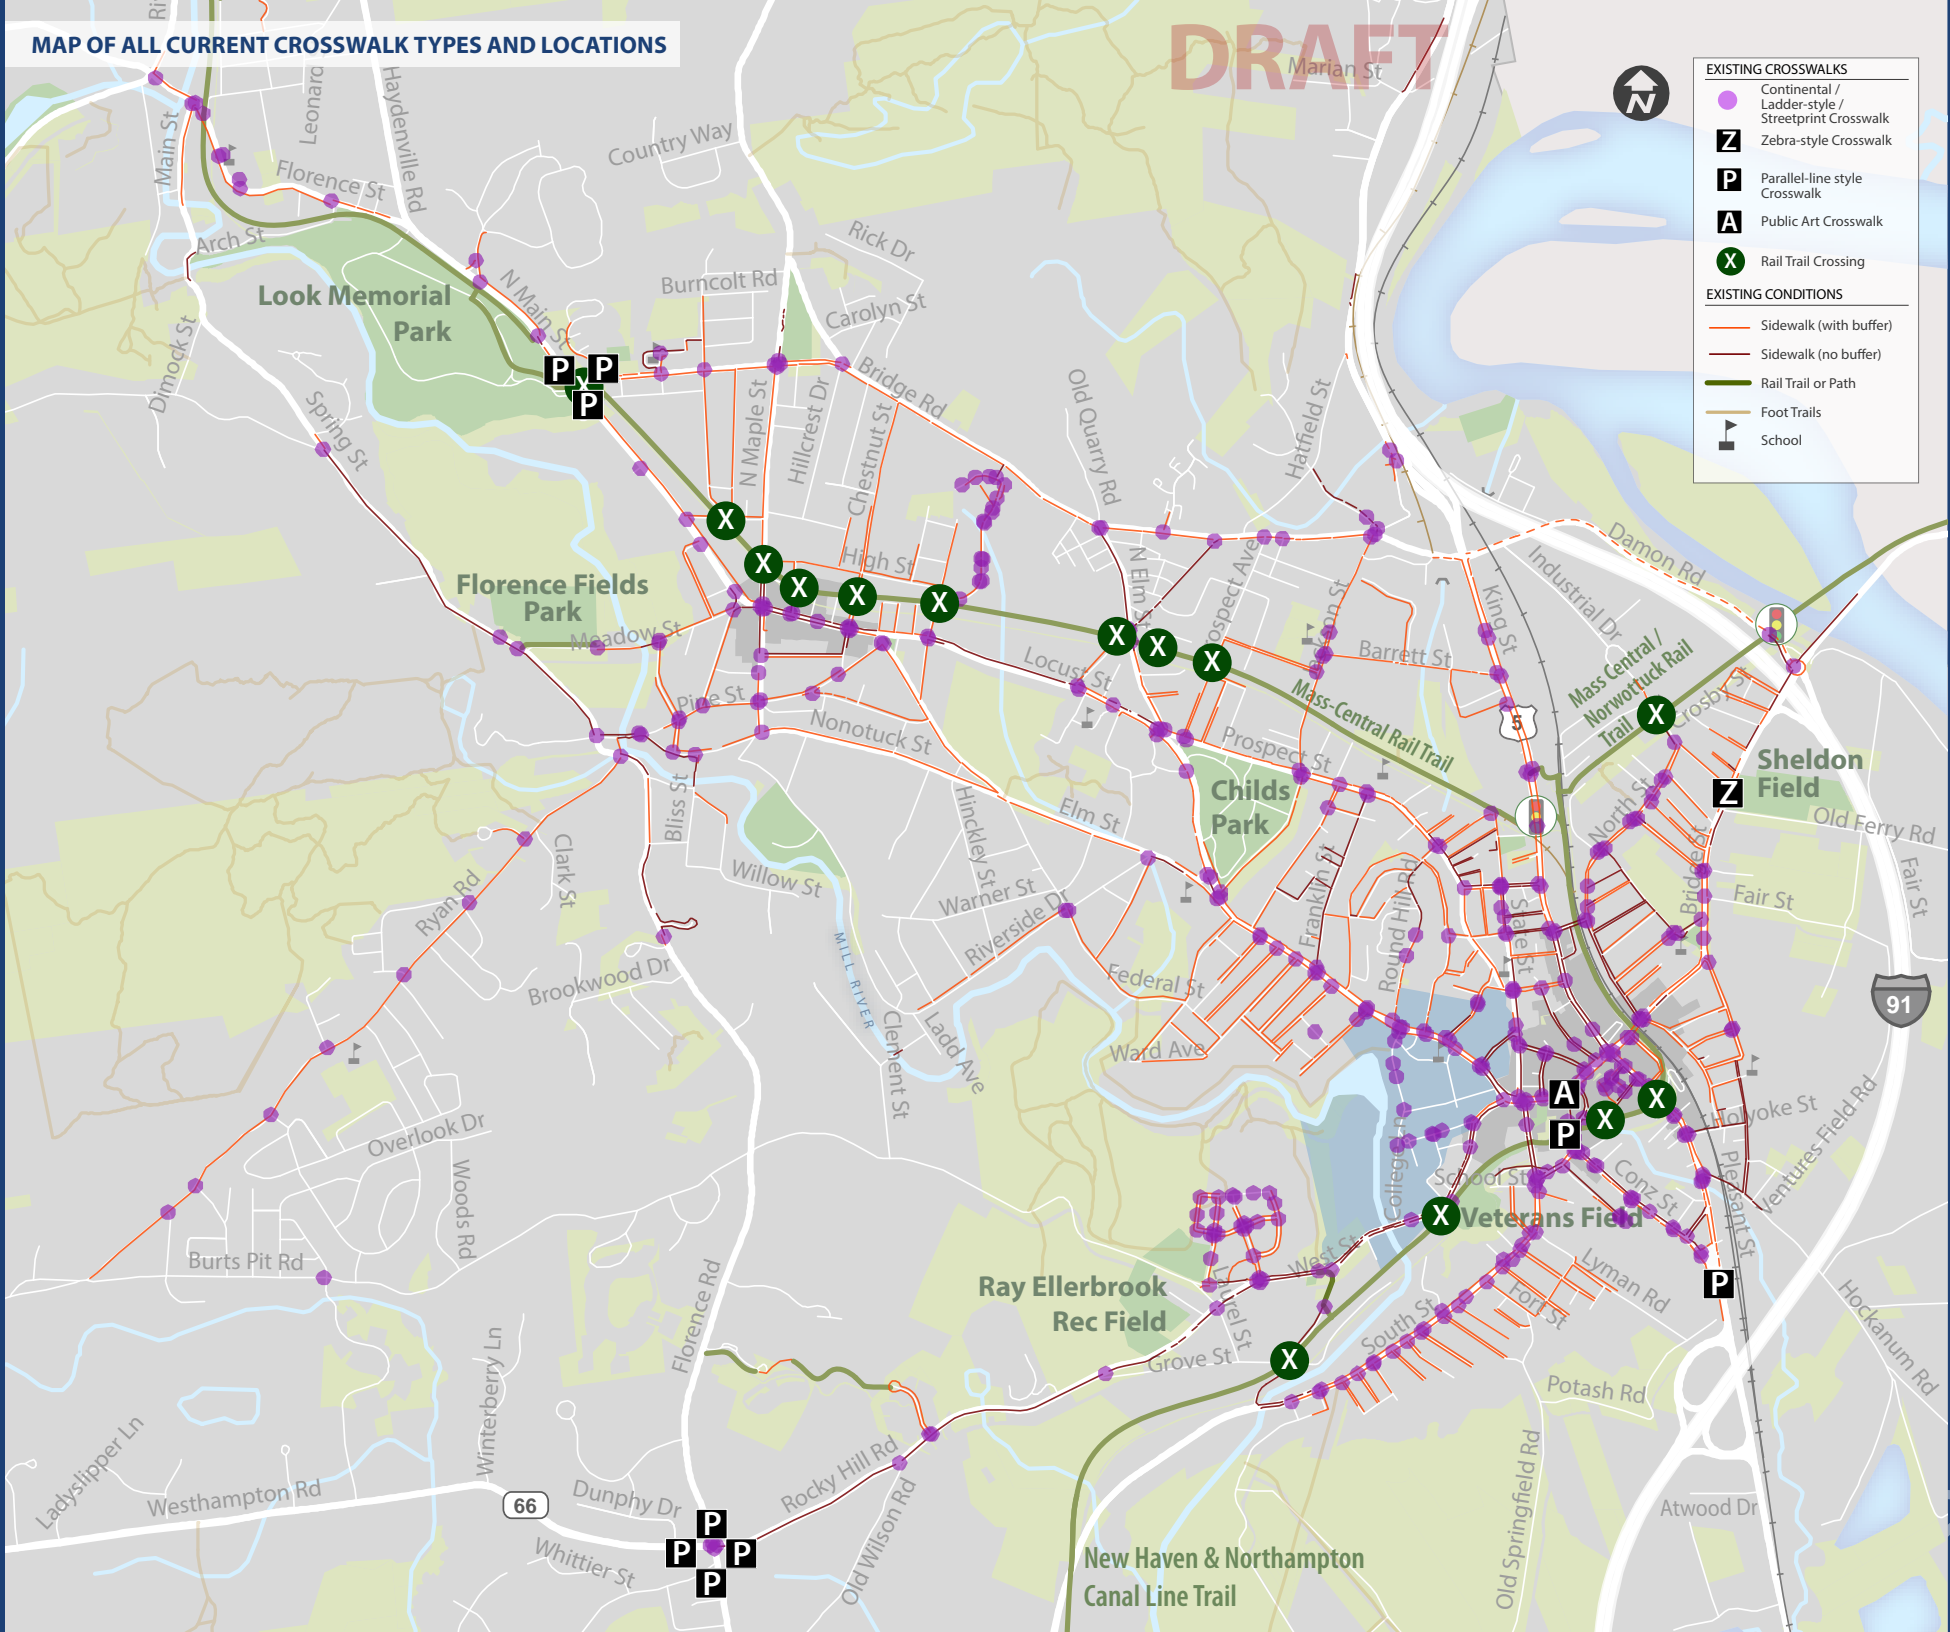 MAP OF ALL CURRENT CROSSWALK TYPES AND LOCATIONS
DRAFT
N
EXISTING CROSSWALKS
Continental /
Ladder-style /
Streetprint Crosswalk
Z
Zebra-style Crosswalk
P
Parallel-line style
Crosswalk
A
Public Art Crosswalk
X
Rail Trail Crossing
EXISTING CONDITIONS
Sidewalk (with buffer)
Sidewalk (no buffer)
Rail Trail or Path
Foot Trails
School
Marian St
Ri
Main St
Leonard
Haydenville Rd
Florence St
Country Way
Arch St
Rick Dr
Burncolt Rd
Carolyn St
N Main St
Look Memorial
Park
Dimock St
Spring St
P
P
X
P
Bridge Rd
N Maple St
Hillcrest Dr
Chestnut St
Old Quarry Rd
Hatfield St
X
X
X
X
X
High St
Damon Rd
Industrial Dr
Florence Fields
Park
Meadow St
N Elm St
Prospect Ave
King St
X
X
X
Barrett St
Locust St
Mass Central /
Norwottuck Rail
Trail
Mass-Central Rail Trail
X
Crosby St
5
Pine St
Nonotuck St
Prospect St
Sheldon
Field
Z
Old Ferry Rd
Childs
Park
Elm St
Hinckley St
Bliss St
Clark St
Willow St
Warner St
Riverside Dr
Ryan Rd
North St
Bridge St
Fair St
Fair St
Franklin St
Round Hill Rd
State St
MILL RIVER
Brookwood Dr
Federal St
Clement St
Ladd Ave
Ward Ave
91
A
P
X
X
Holyoke St
Ventures Field Rd
Overlook Dr
Woods Rd
College Ln
School St
Conz St
Pleasant St
X
Veterans Field
Burts Pit Rd
Florence Rd
West St
Laurel St
Ray Ellerbrook
Rec Field
Lyman Rd
Fort St
P
South St
Hockanum Rd
X
Grove St
Potash Rd
Winterberry Ln
Ladyslipper Ln
Westhampton Rd
66
Dunphy Dr
Rocky Hill Rd
Old Wilson Rd
Whittier St
P
P
P
P
Atwood Dr
Old Springfield Rd
New Haven & Northampton
Canal Line Trail